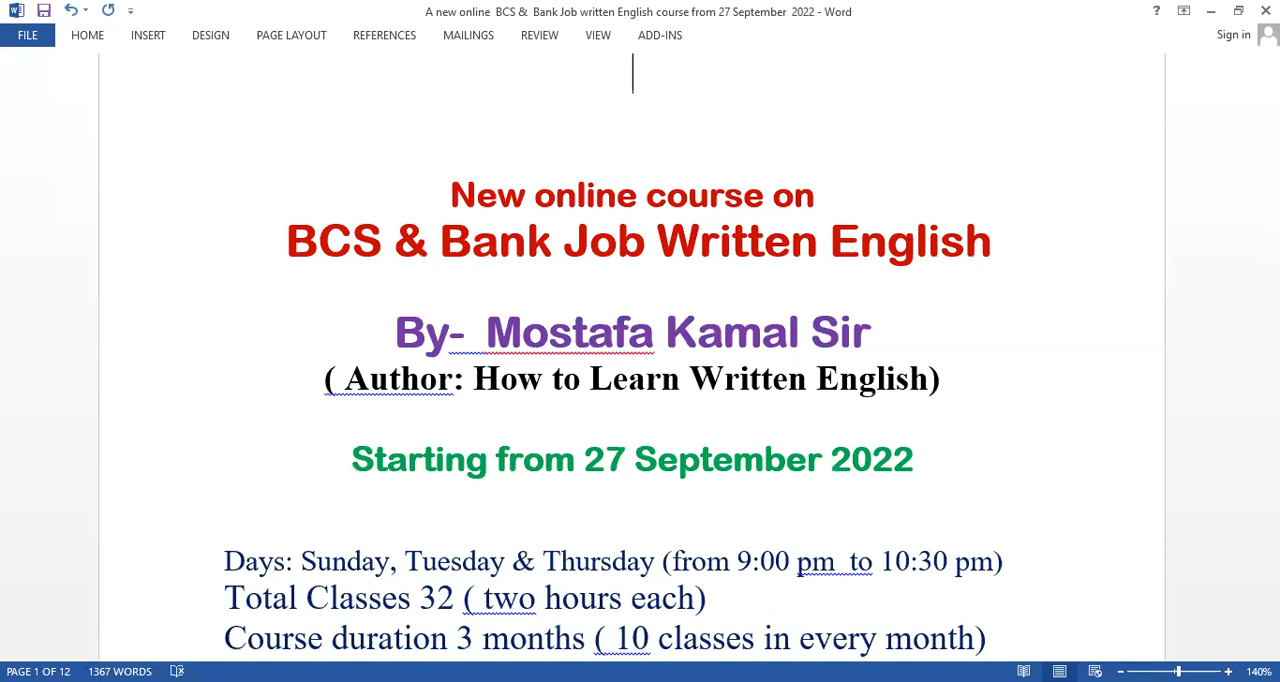 A new online BCS & Bank Job written English course from 27 September 2022 - Word
?
FILE HOME INSERT DESIGN PAGE LAYOUT REFERENCES MAILINGS REVIEW VIEW ADD-INS
Sign in
New online course on
BCS & Bank Job Written English
By- Mostafa Kamal Sir
( Author: How to Learn Written English)
Starting from 27 September 2022
Days: Sunday, Tuesday & Thursday (from 9:00 pm to 10:30 pm)
Total Classes 32 ( two hours each)
Course duration 3 months ( 10 classes in every month)
PAGE 1 OF 12 1367 WORDS
140%